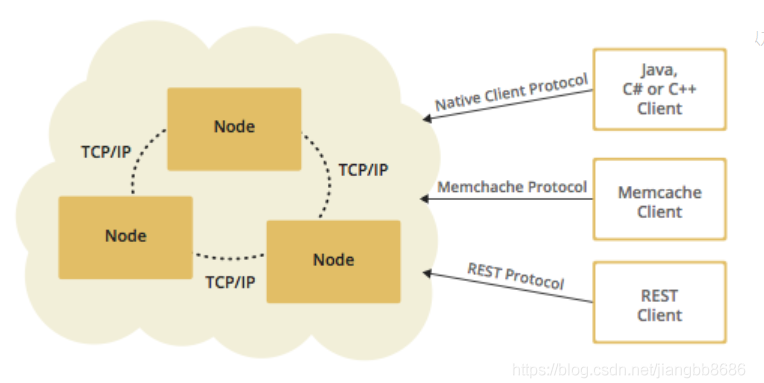 Node
TCP/IP
TCP/IP
Node
Node
TCP/IP
Native Client Protocol
Java,
C# or C++
Client
Memchache Protocol
Memcache
Client
REST Protocol
REST
Client
https://blog.csdn.net/jiangbb8686